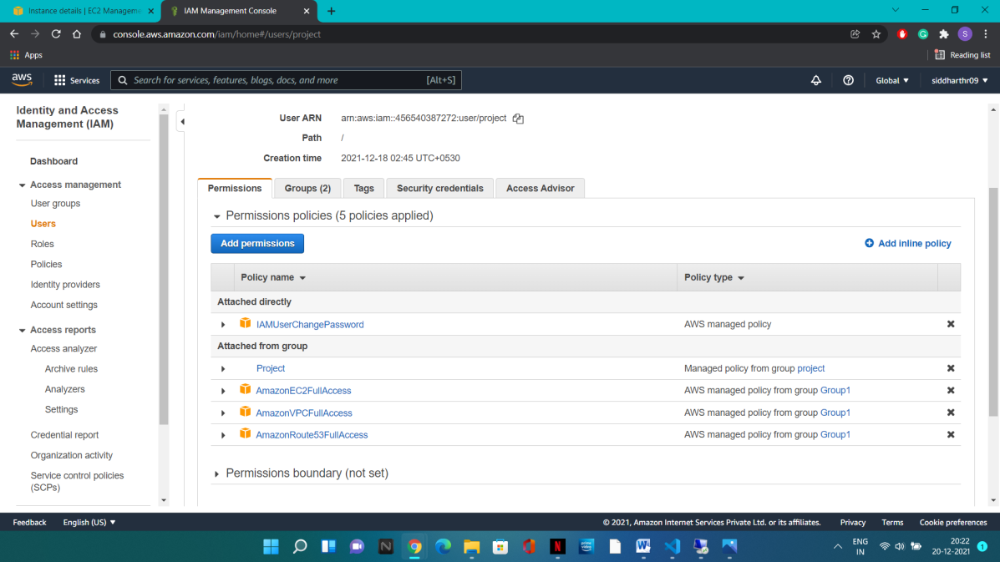 Instance details | EC2 Manageme
IAM Management Console
console.aws.amazon.com/iam/home#/users/project
S
Apps
Reading list
aws
Services
Search for services, features, blogs, docs, and more
[Alt+S]
Global
siddharthr09
Identity and Access
Management (IAM)
Dashboard
Access management
User groups
Users
Roles
Policies
Identity providers
Account settings
Access reports
Access analyzer
Archive rules
Analyzers
Settings
Credential report
Organization activity
Service control policies
(SCPs)
User ARN arn:aws:iam::456540387272:user/project
Path /
Creation time 2021-12-18 02:45 UTC+0530
Permissions Groups (2) Tags Security credentials Access Advisor
Permissions policies (5 policies applied)
Add permissions Add inline policy
Policy name Policy type
Attached directly
IAMUserChangePassword AWS managed policy
Attached from group
Project Managed policy from group project
AmazonEC2FullAccess AWS managed policy from group Group1
AmazonVPCFullAccess AWS managed policy from group Group1
AmazonRoute53FullAccess AWS managed policy from group Group1
Permissions boundary (not set)
Feedback English (US) © 2021, Amazon Internet Services Private Ltd. or its affiliates. Privacy Terms Cookie preferences
ENG
IN
20:22
20-12-2021
1